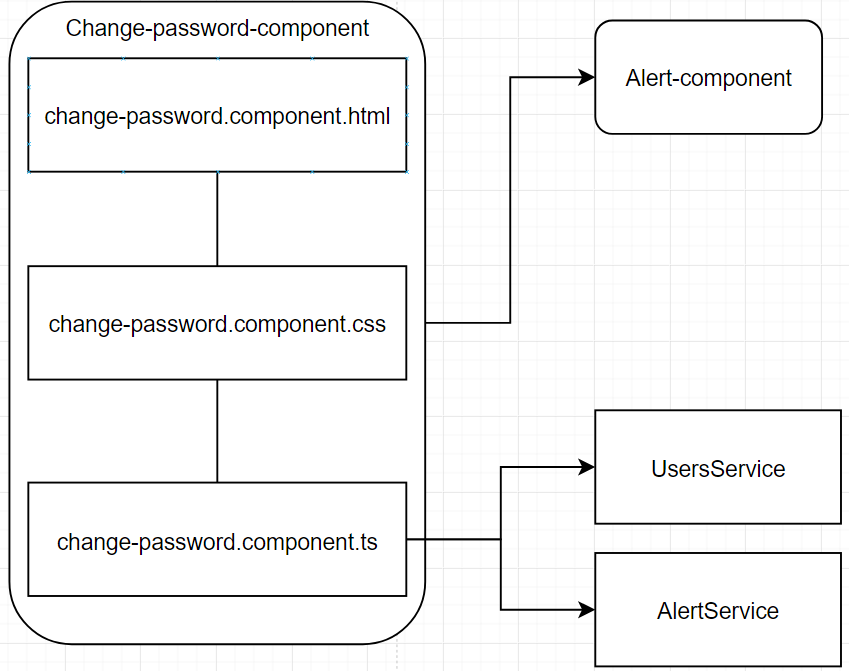 Change-password-component
change-password.component.html
Alert-component
change-password.component.css
UsersService
change-password.component.ts
AlertService